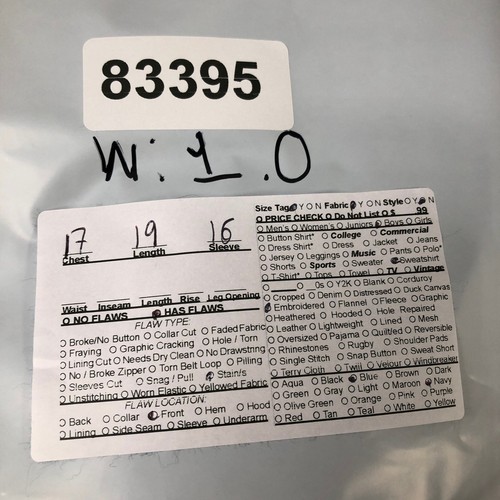 83395
W: 1.0
17 19 16
Chest Length Sleeve
Waist Inseam Length Rise Leg Opening
O NO FLAWS HAS FLAWS
FLAW TYPE:
O Broke/No Button O Collar Cut O Faded Fabric
O Fraying O Graphic Cracking O Hole / Torn
O Lining Cut O Needs Dry Clean O No Drawstring
O No / Broke Zipper O Torn Belt Loop O Pilling
O Sleeves Cut O Snag / Pull Stain/s
O Unstitching O Worn Elastic O Yellowed Fabric
FLAW LOCATION:
O Back O Collar Front O Hem O Hood
O Lining O Side Seam O Sleeve O Underarm
Size Tag Y O N Fabric Y O N Style O Y N
O PRICE CHECK O Do Not List O $ 99
O Men's O Women's O Juniors Boys O Girls
O Button Shirt* O College O Commercial
O Dress Shirt* O Dress O Jacket O Jeans
O Jersey O Leggings O Music O Pants O Polo*
O Shorts O Sports O Sweater Sweatshirt
O T-Shirt* O Tops O Towel O TV O Vintage
O 0s O Y2K O Blank O Corduroy
O Cropped O Denim O Distressed O Duck Canvas
Embroidered O Flannel O Fleece O Graphic
O Heathered O Hooded O Hole Repaired
O Leather O Lightweight O Lined O Mesh
O Oversized O Pajama O Quilted O Reversible
O Rhinestones O Rugby O Shoulder Pads
O Single Stitch O Snap Button O Sweat Short
O Terry Cloth O Twill O Velour O Windbreaker
O Aqua O Black Blue O Brown O Dark
O Green O Gray O Light O Maroon Navy
O Olive Green O Orange O Pink O Purple
O Red O Tan O Teal O White O Yellow